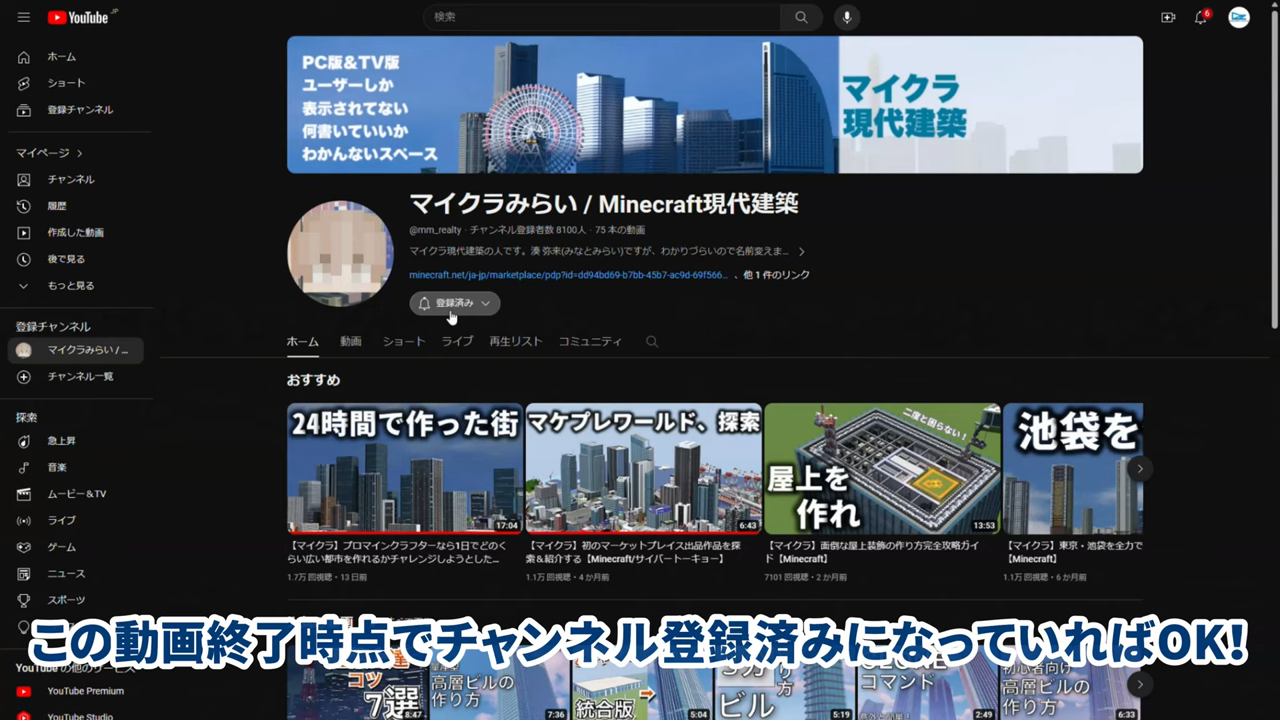 YouTube JP
検索
6
ホーム
ショート
登録チャンネル
マイページ
チャンネル
履歴
作成した動画
後で見る
もっと見る
登録チャンネル
マイクラみらい / ...
チャンネル一覧
探索
急上昇
音楽
ムービー&TV
ライブ
ゲーム
ニュース
スポーツ
YouTube の他のサービス
YouTube Premium
YouTube Studio
PC版&TV版
ユーザーしか
表示されてない
何書いていいか
わかんないスペース
マイクラ
現代建築
マイクラみらい / Minecraft現代建築
@mm_realty・チャンネル登録者数 8100人・75 本の動画
マイクラ現代建築の人です。湊 弥来(みなとみらい)ですが、わかりづらいので名前変えま...
minecraft.net/ja-jp/marketplace/pdp?id=dd94bd69-b7bb-45b7-ac9d-69f566... 、他 1 件のリンク
登録済み
ホーム 動画 ショート ライブ 再生リスト コミュニティ
おすすめ
24時間で作った街
17:04
【マイクラ】プロマインクラフターなら1日でどのく
らい広い都市を作れるかチャレンジしようとした...
1.7万 回視聴・13 日前
マケプレワールド、探索
6:43
【マイクラ】初のマーケットプレイス出品作品を探
索&紹介する【Minecraft/サイバートーキョー】
1.1万 回視聴・4 か月前
二度と困らない!
屋上を
作れ
13:53
【マイクラ】面倒な屋上装飾の作り方完全攻略ガイ
ド【Minecraft】
7101 回視聴・2 か月前
池袋を
【マイクラ】東京・池袋を全力で
【Minecraft】
1.1万 回視聴・6 か月前
この動画終了時点でチャンネル登録済みになっていればOK!
コツ
7選
8:47
高層ビルの
作り方
7:36
統合版
5:04
ビル
り方
5:19
コマンド
2:49
初心者向け
高層ビルの
作り方
6:33